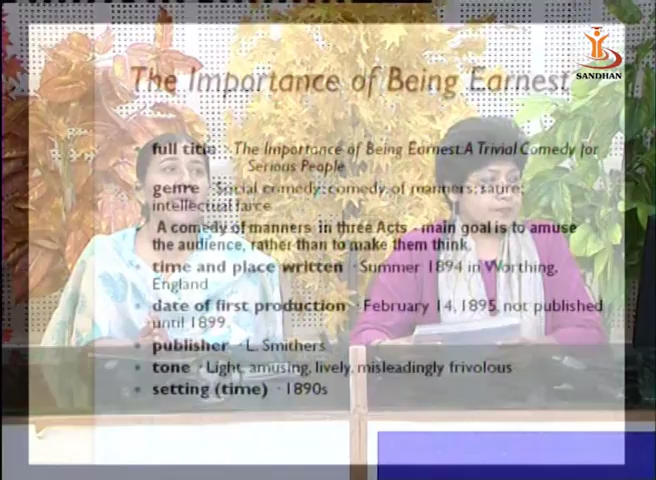 SANDHAN
The Importance of Being Earnest
full title · The Importance of Being Earnest: A Trivial Comedy for
Serious People
genre · Social comedy; comedy of manners; satire;
intellectual farce
A comedy of manners in three Acts - main goal is to amuse
the audience, rather than to make them think.
time and place written · Summer 1894 in Worthing,
England
date of first production · February 14, 1895. not published
until 1899.
publisher · L. Smithers
tone · Light, amusing, lively, misleadingly frivolous
setting (time) · 1890s